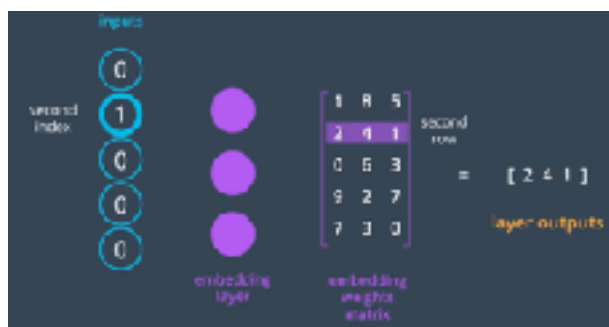 inputs
0
1
0
0
0
second
index
embedding
layer
1 8 5
2 4 1
0 5 3
9 2 7
7 3 0
second
row
embedding
weights
matrix
=
[ 2 4 1 ]
layer outputs